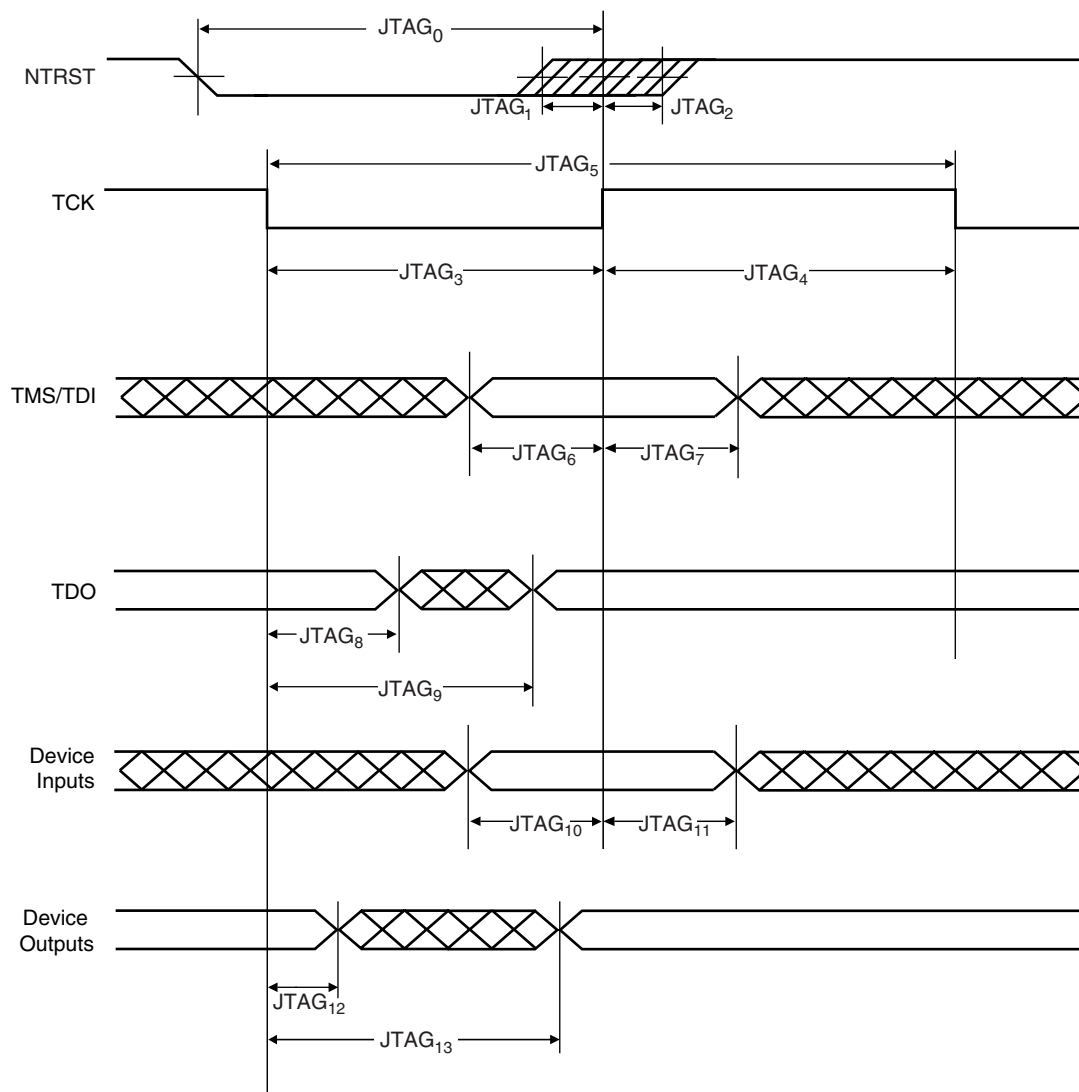 JTAG₀
NTRST
JTAG₁
JTAG₂
JTAG₅
TCK
JTAG₃
JTAG₄
TMS/TDI
JTAG₆
JTAG₇
TDO
JTAG₈
JTAG₉
Device
Inputs
JTAG₁₀
JTAG₁₁
Device
Outputs
JTAG₁₂
JTAG₁₃